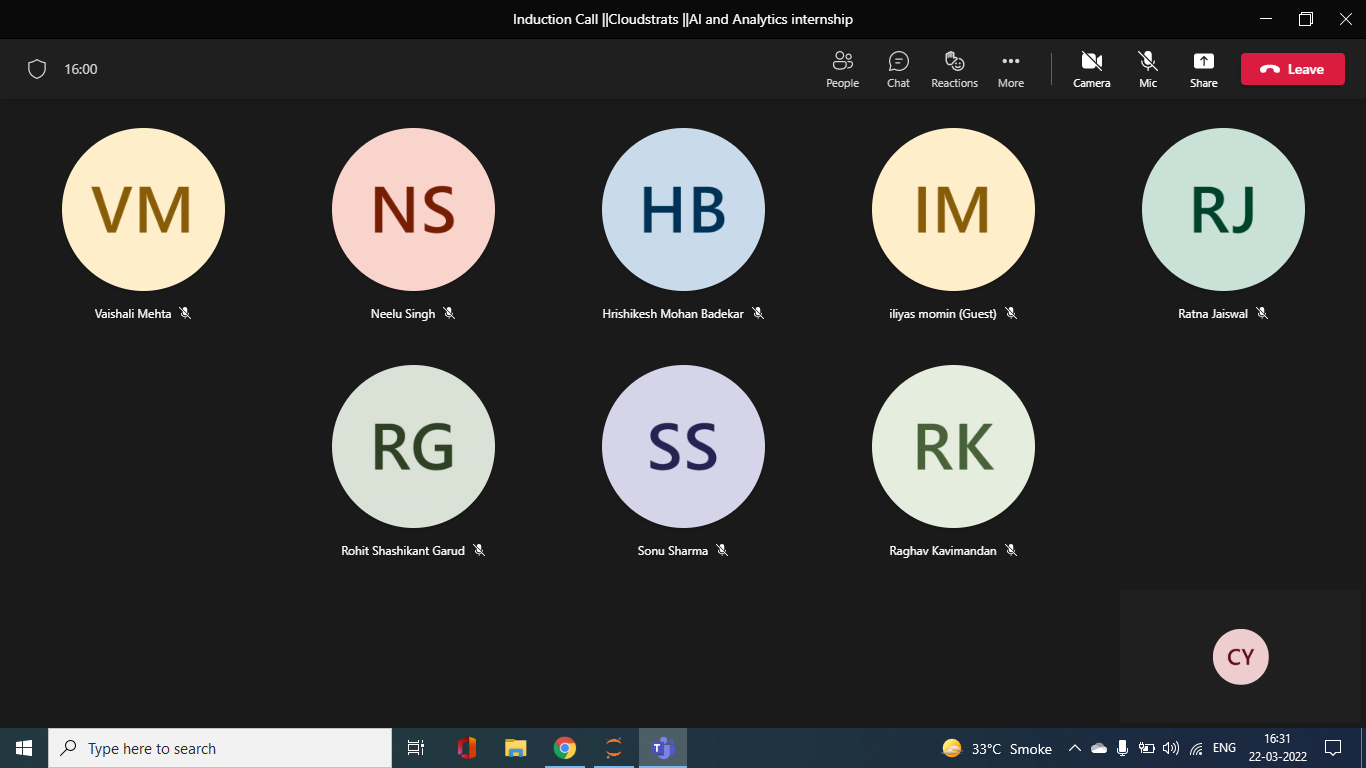 Induction Call ||Cloudstrats ||AI and Analytics internship
16:00
People Chat Reactions More Camera Mic Share Leave
VM NS HB IM RJ
Vaishali Mehta Neelu Singh Hrishikesh Mohan Badekar iliyas momin (Guest) Ratna Jaiswal
RG SS RK
Rohit Shashikant Garud Sonu Sharma Raghav Kavimandan
CY
Type here to search 33°C Smoke ENG 16:31
22-03-2022